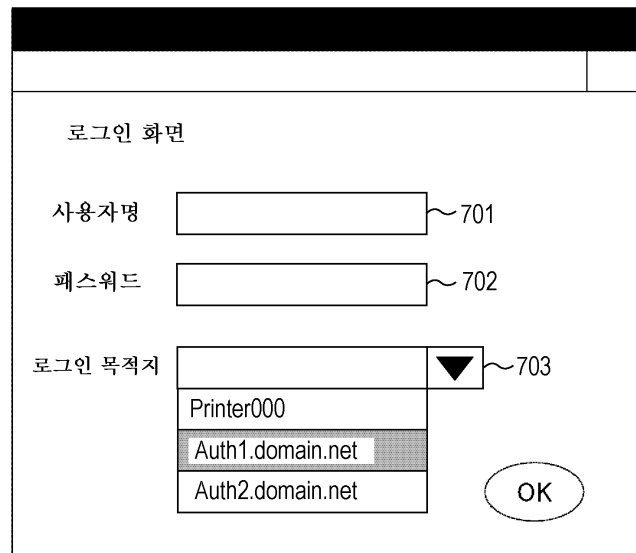 로그인 화면
사용자명 701
패스워드 702
로그인 목적지 703
Printer000
Auth1.domain.net
Auth2.domain.net
OK